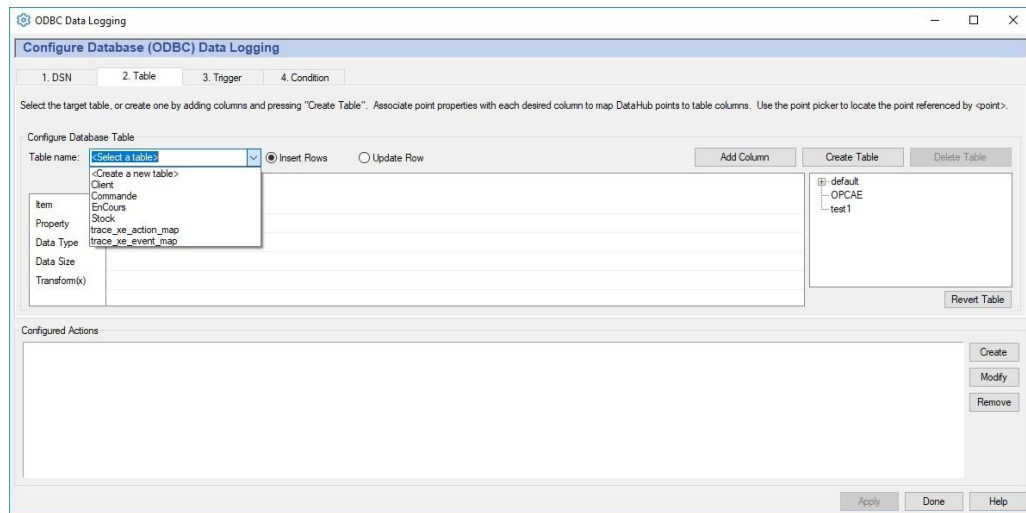 ODBC Data Logging
Configure Database (ODBC) Data Logging
1. DSN 2. Table 3. Trigger 4. Condition
Select the target table, or create one by adding columns and pressing "Create Table". Associate point properties with each desired column to map DataHub points to table columns. Use the point picker to locate the point referenced by <point>.
Configure Database Table
Table name: <Select a table> Insert Rows Update Row Add Column Create Table Delete Table
<Create a new table>
Client
Commande
EnCours
Stock
trace_xe_action_map
trace_xe_event_map
Item
Property
Data Type
Data Size
Transform(x)
default
OPCAE
test1
Revert Table
Configured Actions
Create
Modify
Remove
Apply Done Help